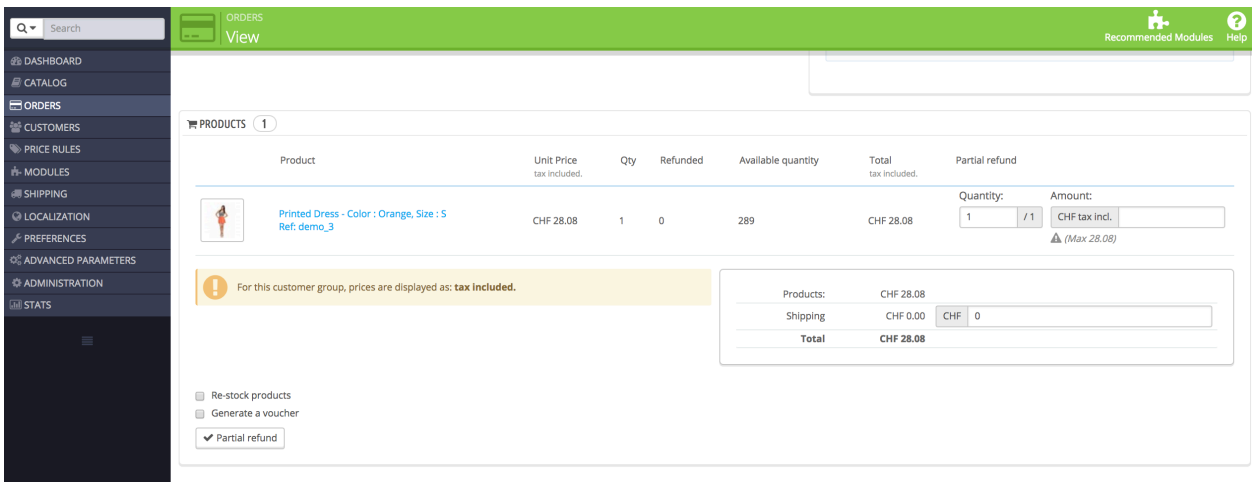 Search
ORDERS
View
Recommended Modules
Help
DASHBOARD
CATALOG
ORDERS
CUSTOMERS
PRICE RULES
MODULES
SHIPPING
LOCALIZATION
PREFERENCES
ADVANCED PARAMETERS
ADMINISTRATION
STATS
PRODUCTS 1
Product Unit Price Qty Refunded Available quantity Total Partial refund
tax included. tax included.
Quantity: Amount:
Printed Dress - Color : Orange, Size : S CHF 28.08 1 0 289 CHF 28.08 1 / 1 CHF tax incl.
Ref: demo_3
(Max 28.08)
For this customer group, prices are displayed as: tax included.
Products: CHF 28.08
Shipping CHF 0.00 CHF 0
Total CHF 28.08
Re-stock products
Generate a voucher
Partial refund